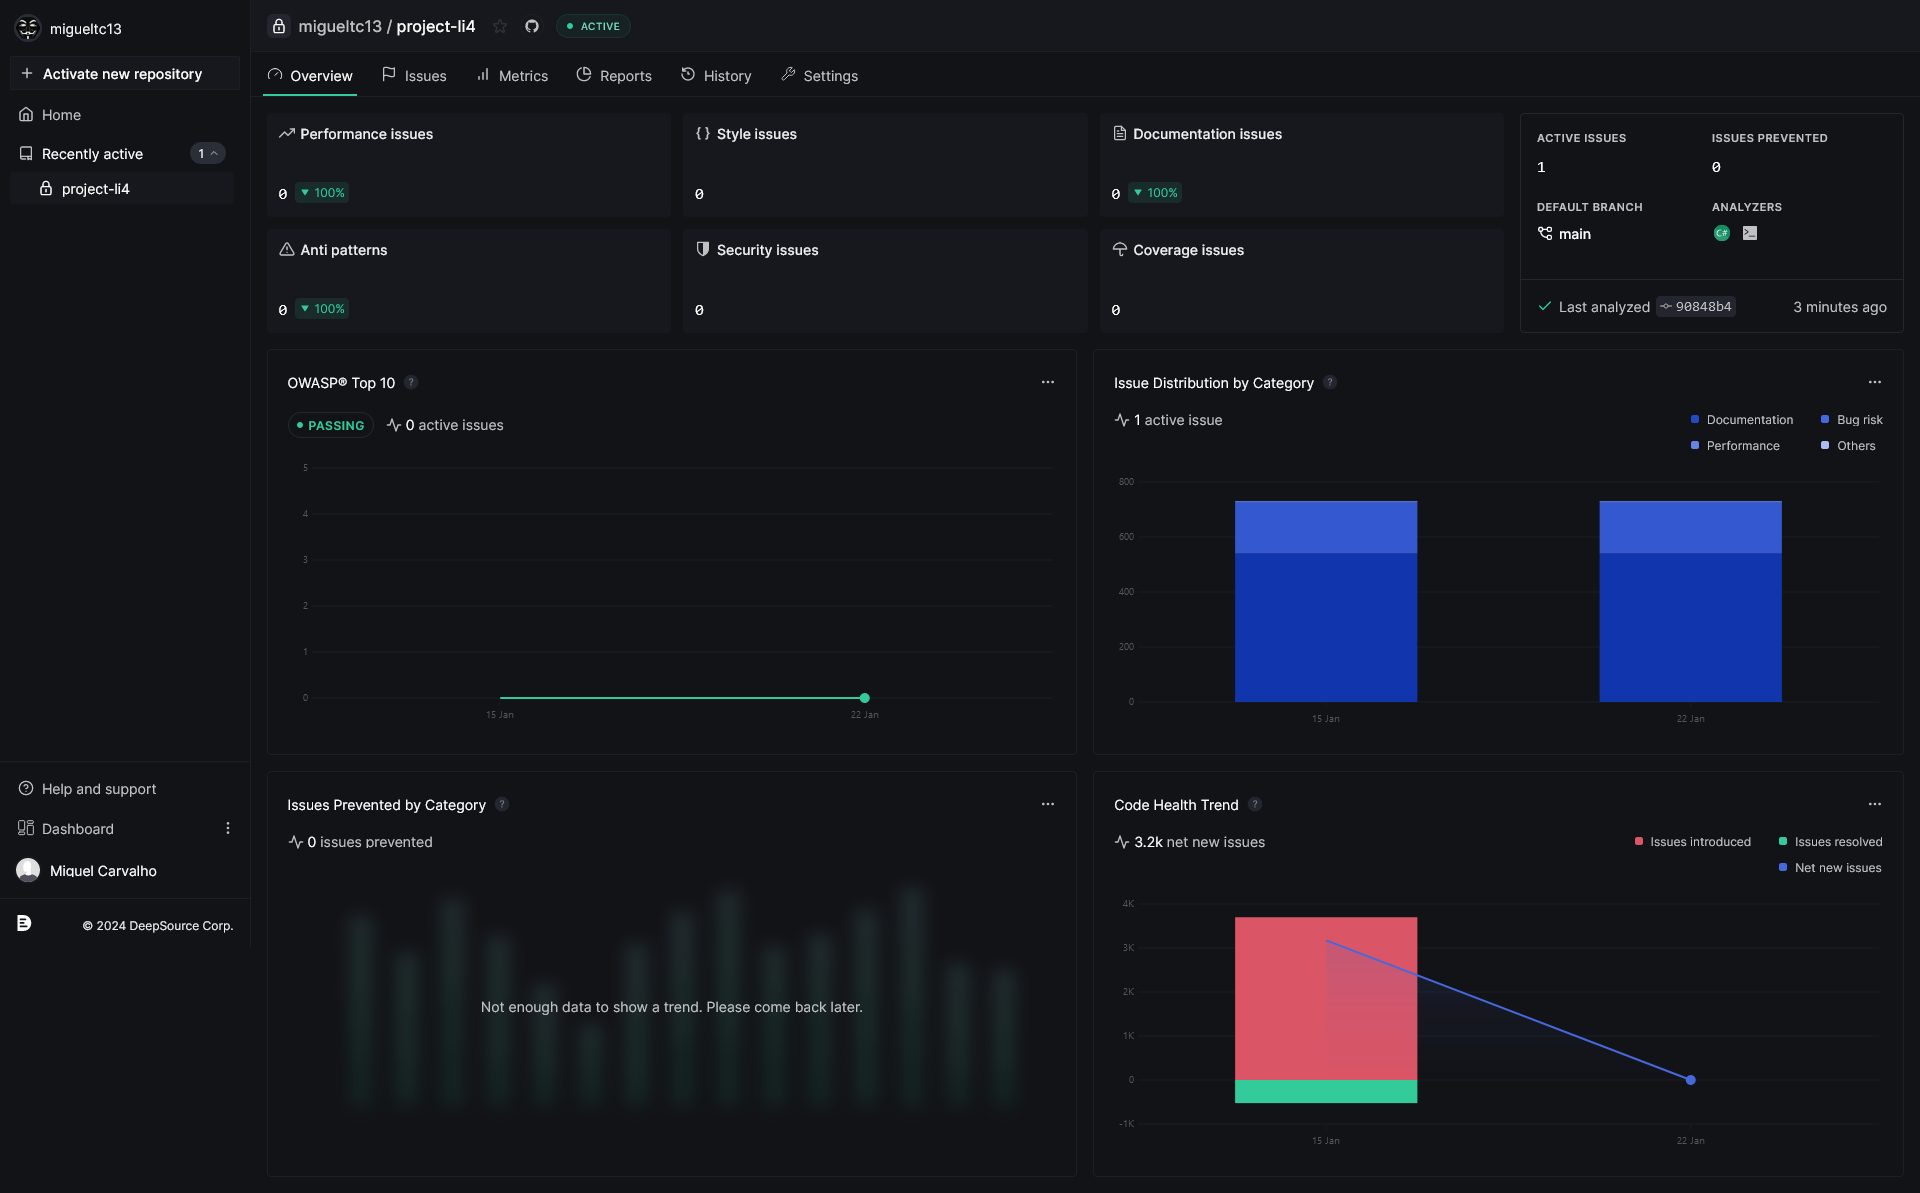 migueltc13
Activate new repository
Home
Recently active 1
project-li4
Help and support
Dashboard
Miguel Carvalho
© 2024 DeepSource Corp.
migueltc13 / project-li4 ACTIVE
Overview Issues Metrics Reports History Settings
Performance issues
0 100%
Style issues
0
Documentation issues
0 100%
Anti patterns
0 100%
Security issues
0
Coverage issues
0
ACTIVE ISSUES ISSUES PREVENTED
1 0
DEFAULT BRANCH ANALYZERS
main C#
Last analyzed 90848b4 3 minutes ago
OWASP® Top 10 ?
PASSING 0 active issues
5
4
3
2
1
0
15 Jan 22 Jan
Issue Distribution by Category ?
1 active issue
Documentation Bug risk
Performance Others
800
600
400
200
0
15 Jan 22 Jan
Issues Prevented by Category ?
0 issues prevented
Not enough data to show a trend. Please come back later.
Code Health Trend ?
3.2k net new issues
Issues introduced Issues resolved
Net new issues
4K
3K
2K
1K
0
-1K
15 Jan 22 Jan